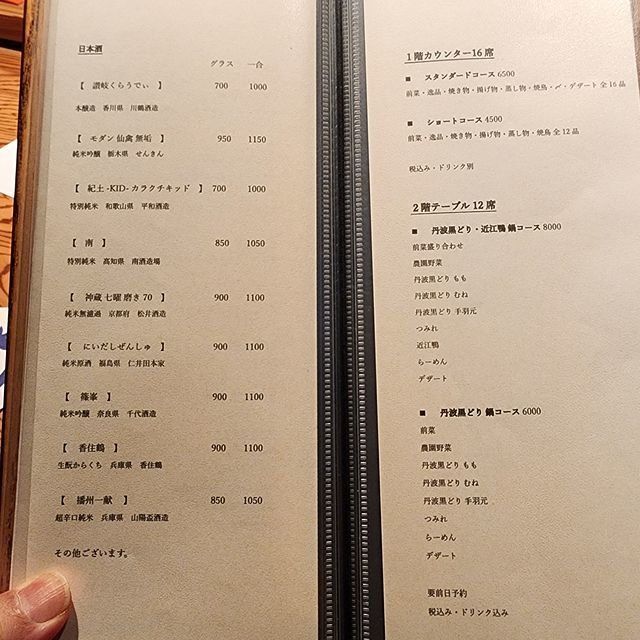 日本酒
グラス 一合
【 讃岐くらうでぃ 】 700 1000
本醸造 香川県 川鶴酒造
【 モダン 仙禽 無垢 】 950 1150
純米吟醸 栃木県 せんきん
【 紀土 -KID- カラクチキッド 】 700 1000
特別純米 和歌山県 平和酒造
【 南 】 850 1050
特別純米 高知県 南酒造場
【 神蔵 七曜 磨き 70 】 900 1100
純米無濾過 京都府 松井酒造
【 にいだしぜんしゅ 】 900 1100
純米原酒 福島県 仁井田本家
【 篠峯 】 900 1100
純米吟醸 奈良県 千代酒造
【 香住鶴 】 900 1100
生酛からくち 兵庫県 香住鶴
【 播州一献 】 850 1050
超辛口純米 兵庫県 山陽盃酒造
その他ございます。
1階カウンター16席
■ スタンダードコース 6500
前菜・逸品・焼き物・揚げ物・蒸し物・焼鳥・〆・デザート 全16品
■ ショートコース 4500
前菜・逸品・焼き物・揚げ物・蒸し物・焼鳥 全12品
税込み・ドリンク別
2階テーブル12席
■ 丹波黒どり・近江鴨 鍋コース 8000
前菜盛り合わせ
農園野菜
丹波黒どり もも
丹波黒どり むね
丹波黒どり 手羽元
つみれ
近江鴨
らーめん
デザート
■ 丹波黒どり 鍋コース 6000
前菜
農園野菜
丹波黒どり もも
丹波黒どり むね
丹波黒どり 手羽元
つみれ
らーめん
デザート
要前日予約
税込み・ドリンク込み